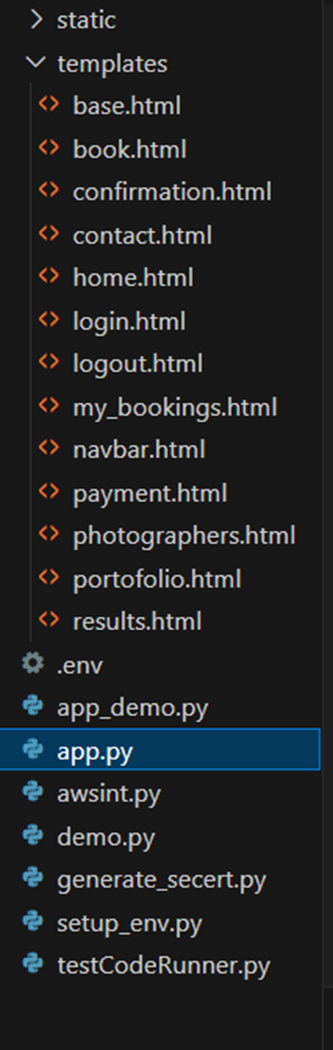 static
templates
base.html
book.html
confirmation.html
contact.html
home.html
login.html
logout.html
my_bookings.html
navbar.html
payment.html
photographers.html
portofolio.html
results.html
.env
app_demo.py
app.py
awsint.py
demo.py
generate_secert.py
setup_env.py
testCodeRunner.py